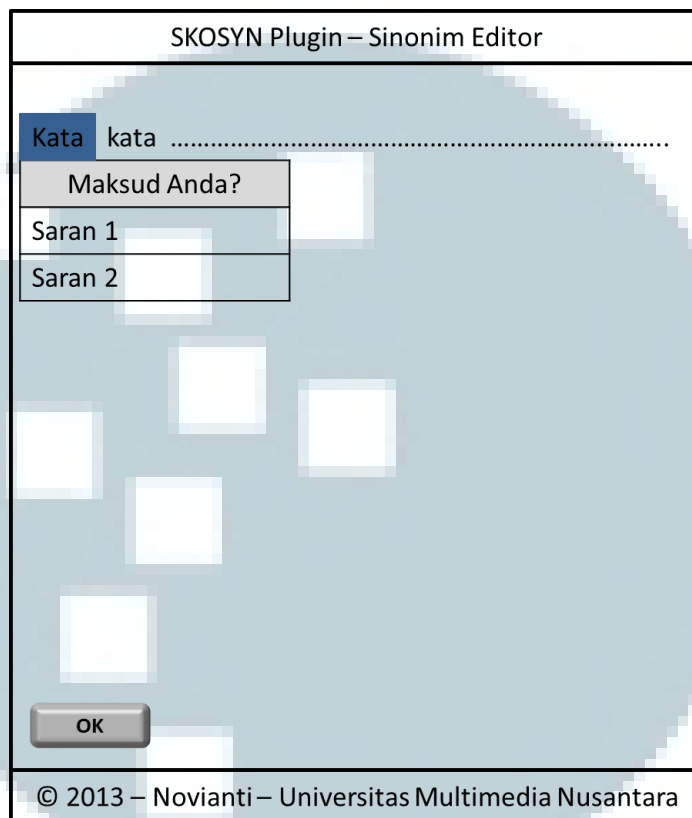 SKOSYN Plugin – Sinonim Editor
Kata kata ........................................................................
Maksud Anda?
Saran 1
Saran 2
OK
© 2013 – Novianti – Universitas Multimedia Nusantara